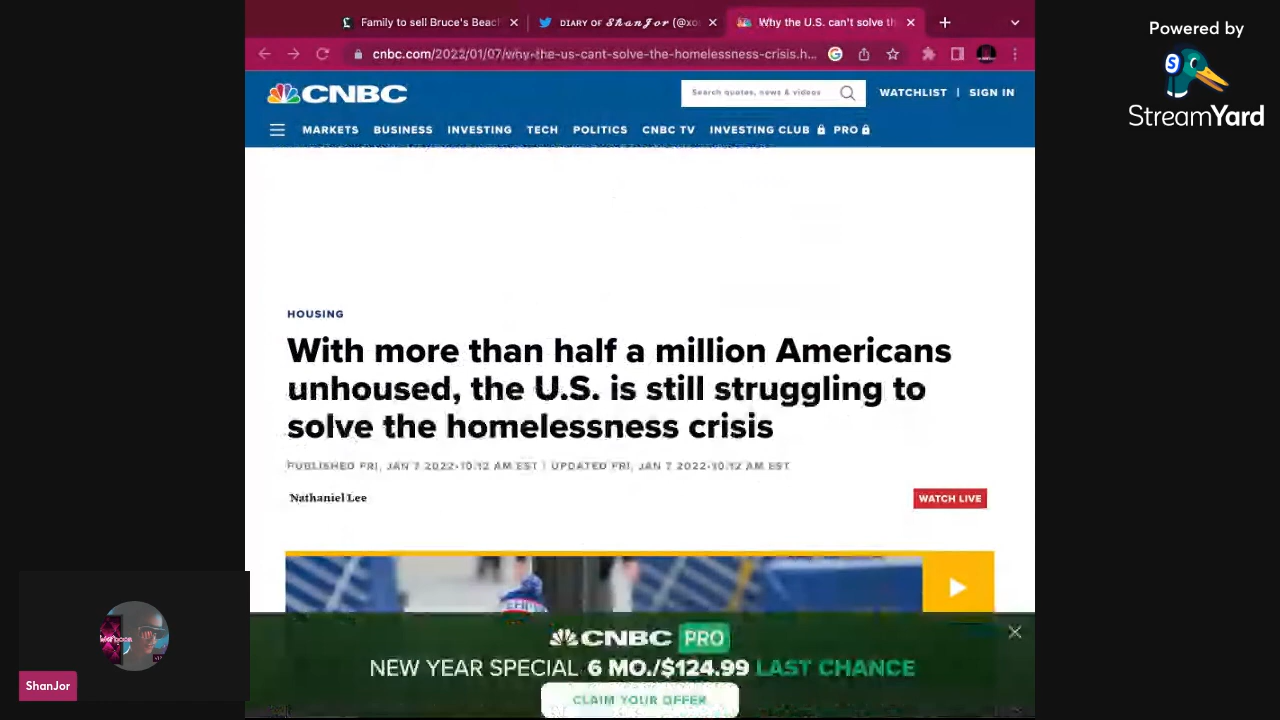 Family to sell Bruce's Beach
DIARY OF 𝓢𝓱𝓪𝓷𝓙𝓸𝓻 (@xo
Why the U.S. can't solve th
Powered by
StreamYard
cnbc.com/2022/01/07/why-the-us-cant-solve-the-homelessness-crisis.h...
CNBC
Search quotes, news & videos
WATCHLIST | SIGN IN
MARKETS BUSINESS INVESTING TECH POLITICS CNBC TV INVESTING CLUB PRO
HOUSING
With more than half a million Americans
unhoused, the U.S. is still struggling to
solve the homelessness crisis
PUBLISHED FRI, JAN 7 2022•10:12 AM EST | UPDATED FRI, JAN 7 2022•10:12 AM EST
Nathaniel Lee
WATCH LIVE
CNBC PRO
NEW YEAR SPECIAL 6 MO./$124.99 LAST CHANCE
CLAIM YOUR OFFER
ShanJor